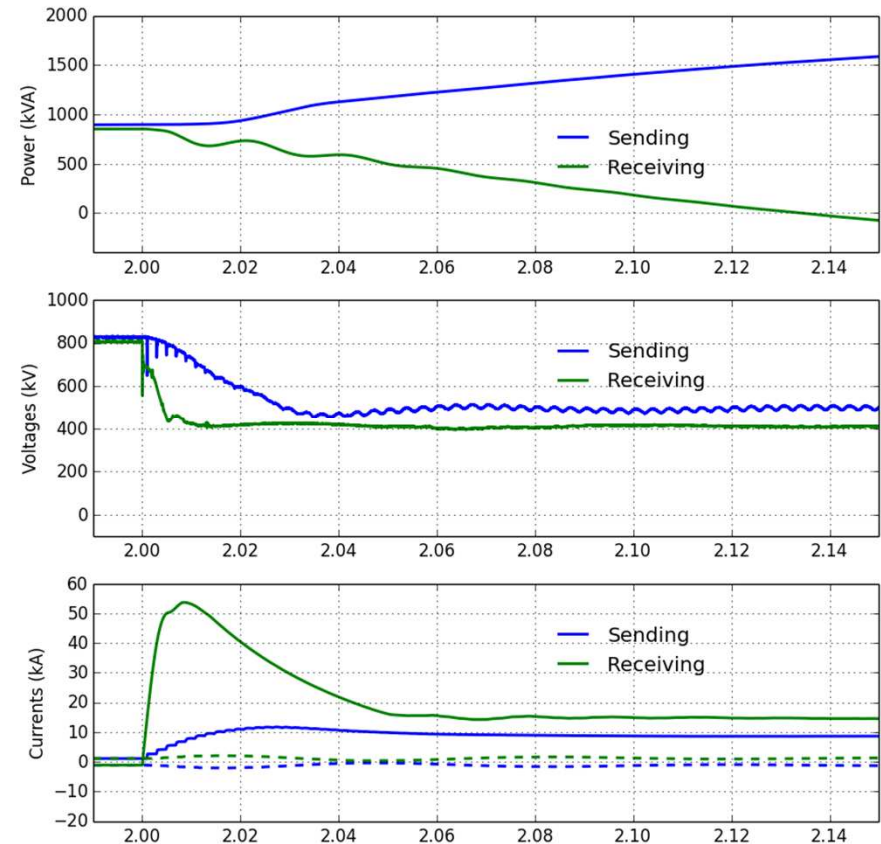 2000
1500
1000
500
0
Power (kVA)
Sending
Receiving
2.00 2.02 2.04 2.06 2.08 2.10 2.12 2.14
1000
800
600
400
200
0
Voltages (kV)
Sending
Receiving
2.00 2.02 2.04 2.06 2.08 2.10 2.12 2.14
60
50
40
30
20
10
0
−10
−20
Currents (kA)
Sending
Receiving
2.00 2.02 2.04 2.06 2.08 2.10 2.12 2.14